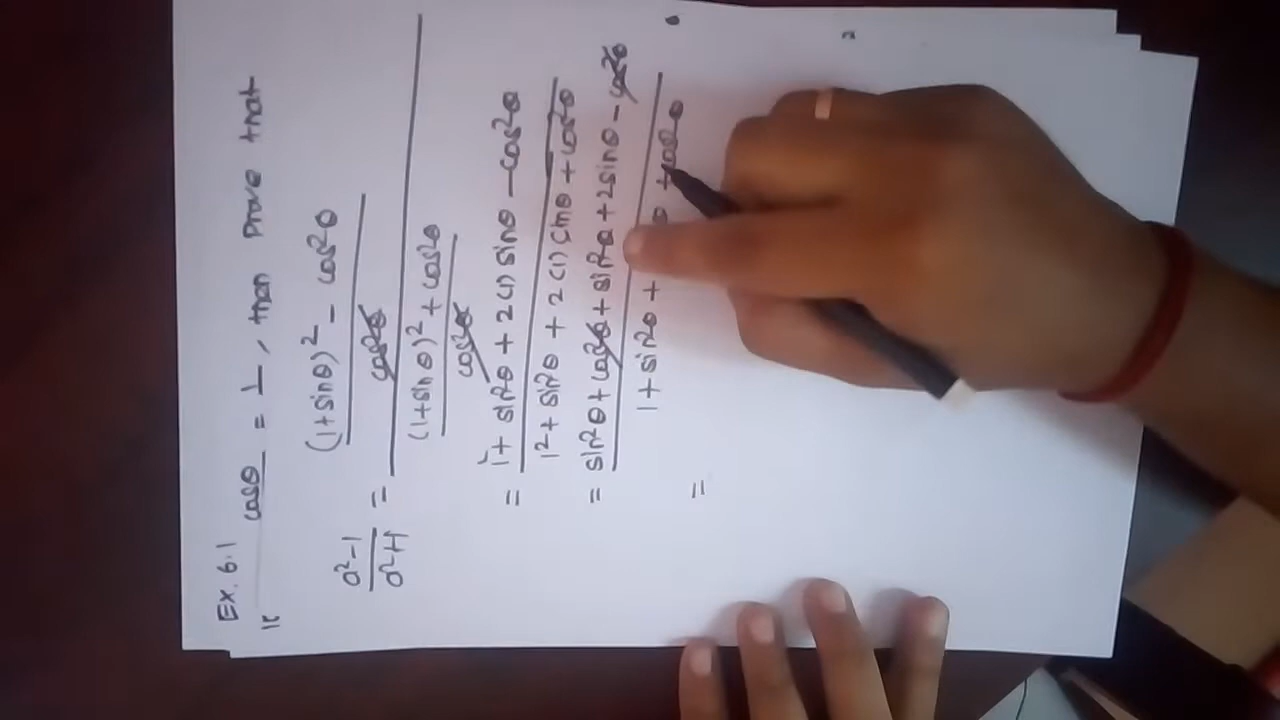 Ex. 6.1
If cosθ = 1/, then prove that
(1+sinθ)² - cos²θ
cos²θ
a²-1 / a²+1 =
(1+sinθ)² + cos²θ
cos²θ
= 1² + sin²θ + 2(1) sinθ - cos²θ
1² + sin²θ + 2(1) sinθ + cos²θ
= sin²θ + cos²θ + sin²θ + 2sinθ - cos²θ
1 + sin²θ + θ + cos²θ
=